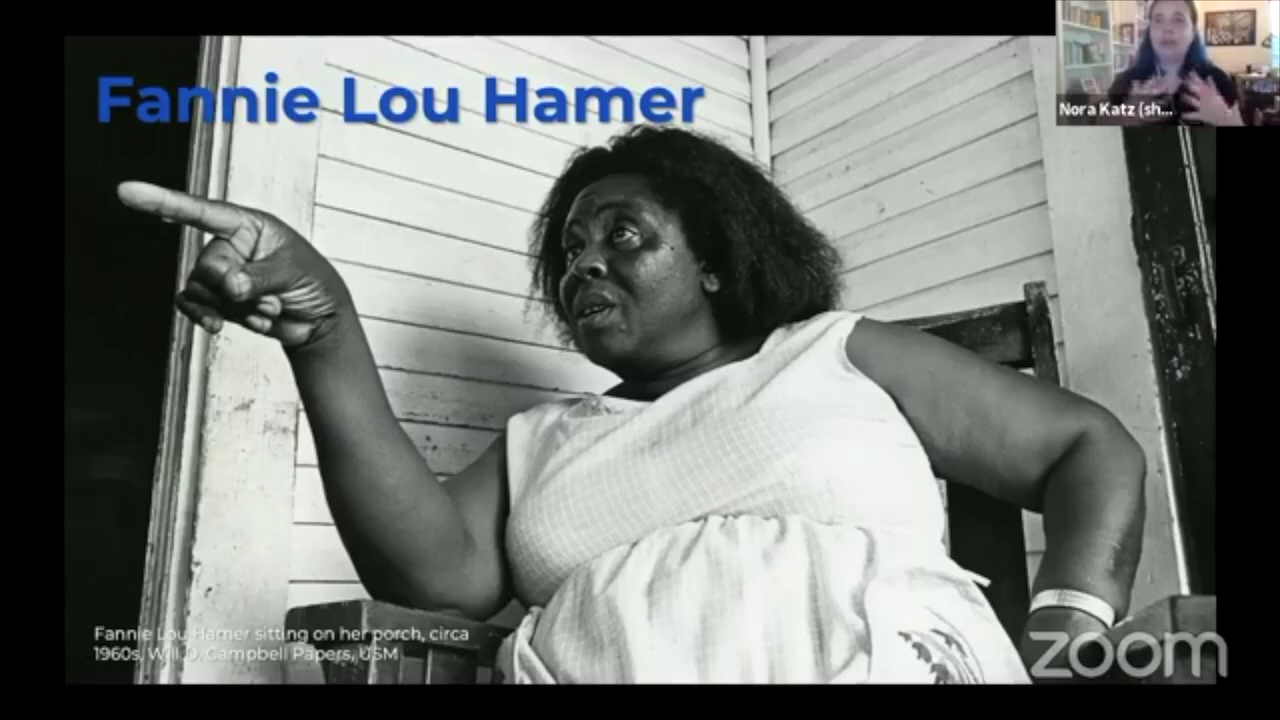 Fannie Lou Hamer
Nora Katz (sh...
Fannie Lou Hamer sitting on her porch, circa
1960s, Will D. Campbell Papers, USM
zoom